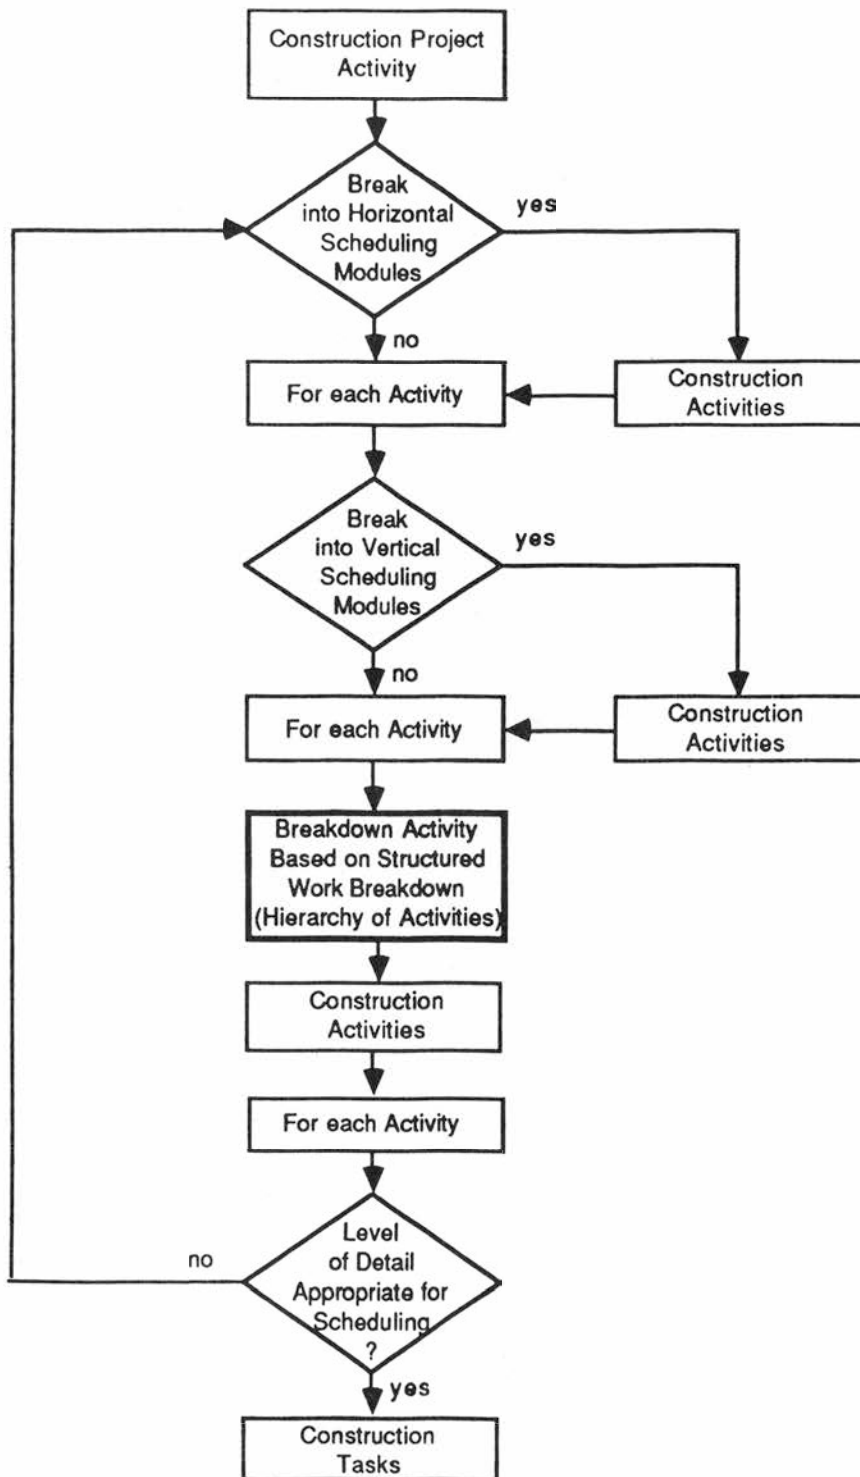 Construction Project
Activity
Break
into Horizontal
Scheduling
Modules
yes
no
For each Activity
Construction
Activities
Break
into Vertical
Scheduling
Modules
yes
no
For each Activity
Construction
Activities
Breakdown Activity
Based on Structured
Work Breakdown
(Hierarchy of Activities)
Construction
Activities
For each Activity
Level
of Detail
Appropriate for
Scheduling
?
no
yes
Construction
Tasks